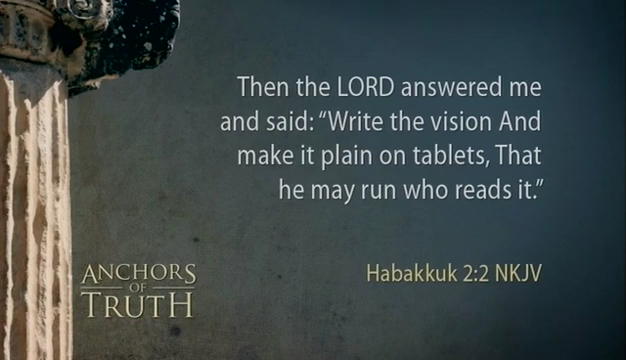 Then the LORD answered me
and said: “Write the vision And
make it plain on tablets, That
he may run who reads it.”
Habakkuk 2:2 NKJV
ANCHORS
OF
TRUTH